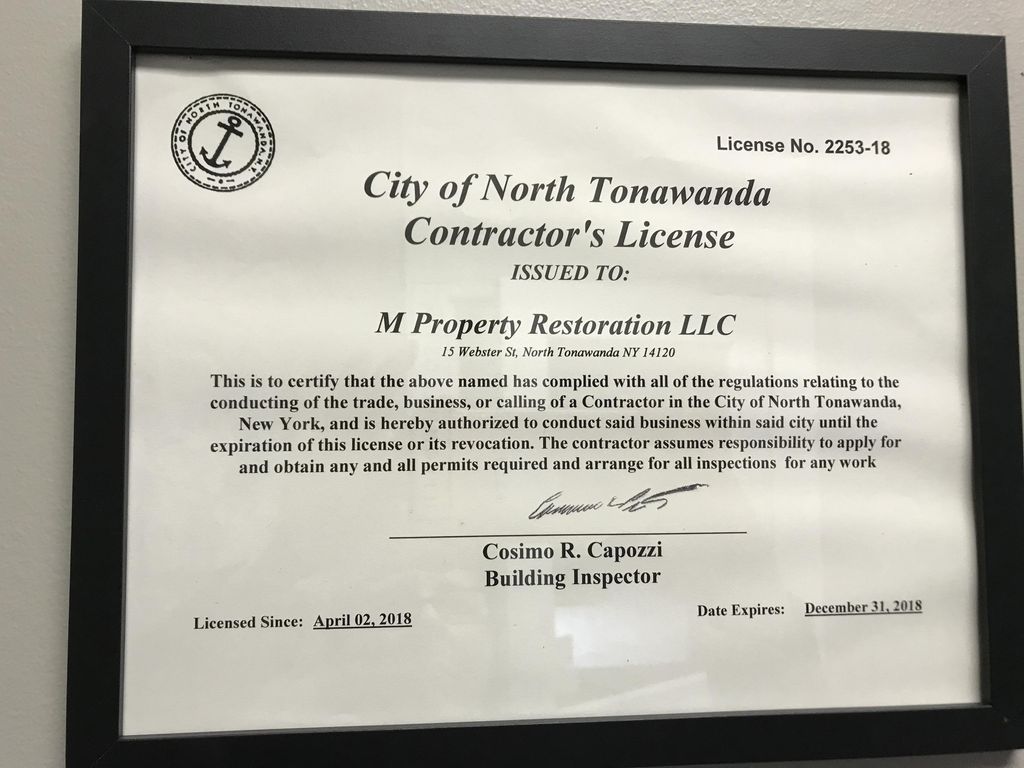 CITY OF NORTH TONAWANDA N.Y.
License No. 2253-18
City of North Tonawanda
Contractor's License
ISSUED TO:
M Property Restoration LLC
15 Webster St, North Tonawanda NY 14120
This is to certify that the above named has complied with all of the regulations relating to the
conducting of the trade, business, or calling of a Contractor in the City of North Tonawanda,
New York, and is hereby authorized to conduct said business within said city until the
expiration of this license or its revocation. The contractor assumes responsibility to apply for
and obtain any and all permits required and arrange for all inspections for any work
Cosimo R. Capozzi
Building Inspector
Licensed Since: April 02, 2018
Date Expires: December 31, 2018